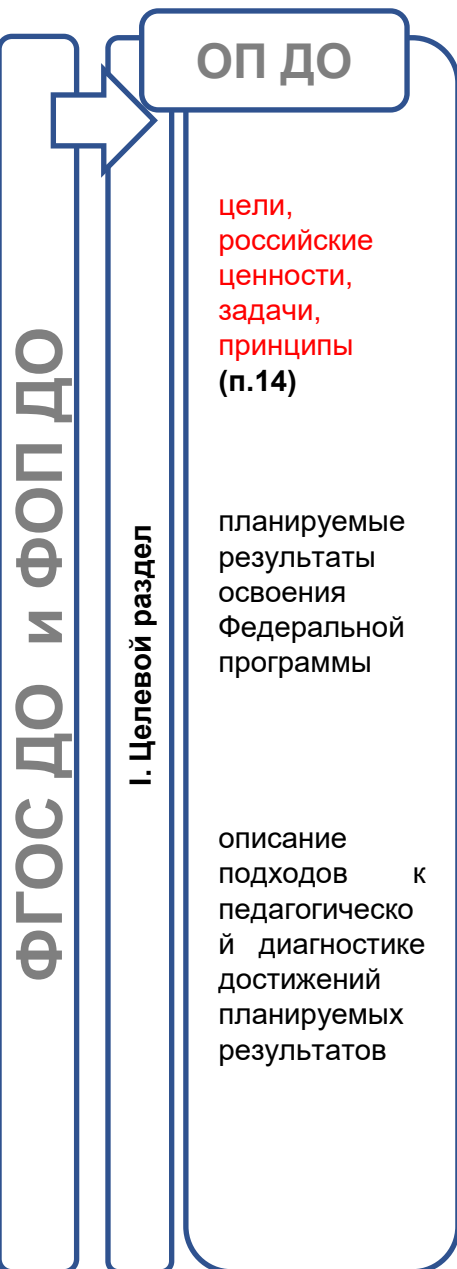 ОП ДО
ФГОС ДО и ФОП ДО
I. Целевой раздел
цели,
российские
ценности,
задачи,
принципы
(п.14)
планируемые
результаты
освоения
Федеральной
программы
описание
подходов к
педагогическо
й диагностике
достижений
планируемых
результатов